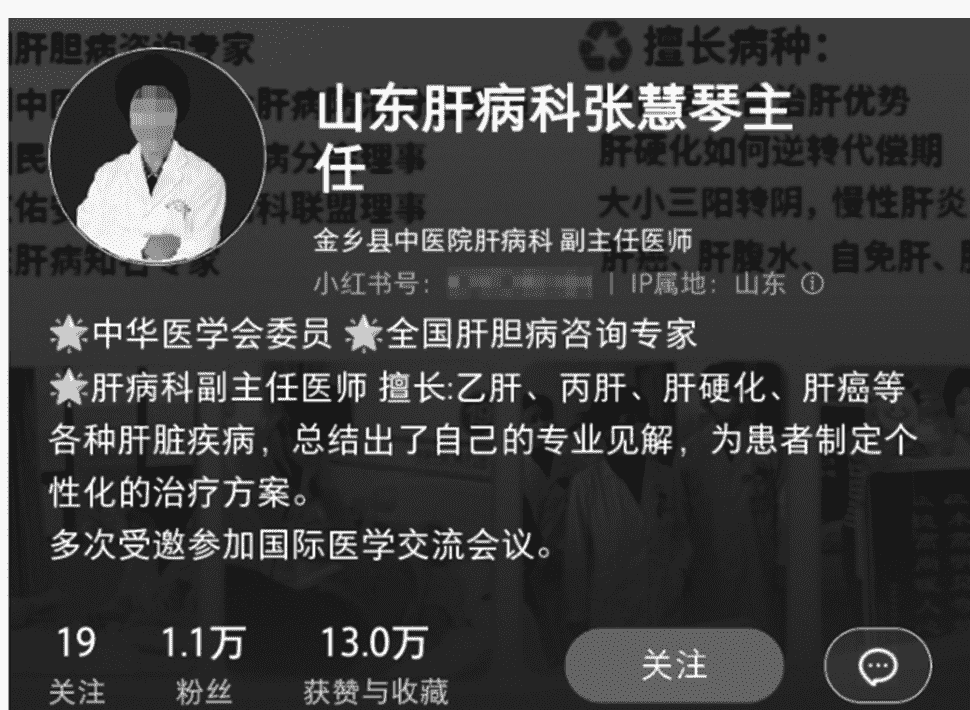 肝胆病咨询专家
擅长病种：
山东肝病科张慧琴主
任
治肝优势
肝硬化如何逆转代偿期
大小三阳转阴，慢性肝炎
科联盟理事
金乡县中医院肝病科 副主任医师
肝病知名专家
肝癌、肝腹水、自免肝、
小红书号：
IP属地：山东
中华医学会委员 全国肝胆病咨询专家
肝病科副主任医师 擅长:乙肝、丙肝、肝硬化、肝癌等
各种肝脏疾病，总结出了自己的专业见解，为患者制定个
性化的治疗方案。
多次受邀参加国际医学交流会议。
19 1.1万 13.0万
关注 粉丝 获赞与收藏
关注